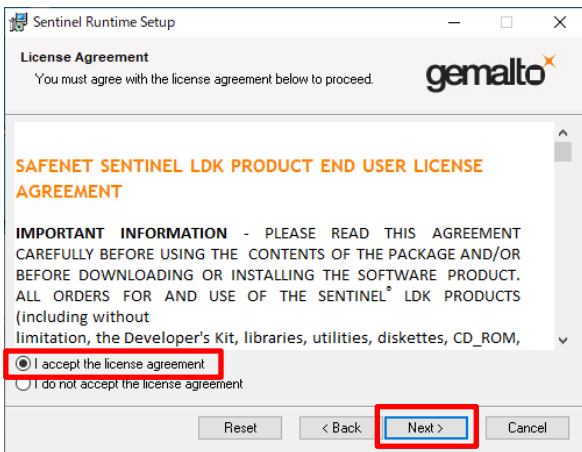 Sentinel Runtime Setup
License Agreement
You must agree with the license agreement below to proceed.
gemalto
SAFENET SENTINEL LDK PRODUCT END USER LICENSE
AGREEMENT
IMPORTANT INFORMATION - PLEASE READ THIS AGREEMENT
CAREFULLY BEFORE USING THE CONTENTS OF THE PACKAGE AND/OR
BEFORE DOWNLOADING OR INSTALLING THE SOFTWARE PRODUCT.
ALL ORDERS FOR AND USE OF THE SENTINEL® LDK PRODUCTS
(including without
limitation, the Developer's Kit, libraries, utilities, diskettes, CD_ROM,
I accept the license agreement
I do not accept the license agreement
Reset < Back Next > Cancel